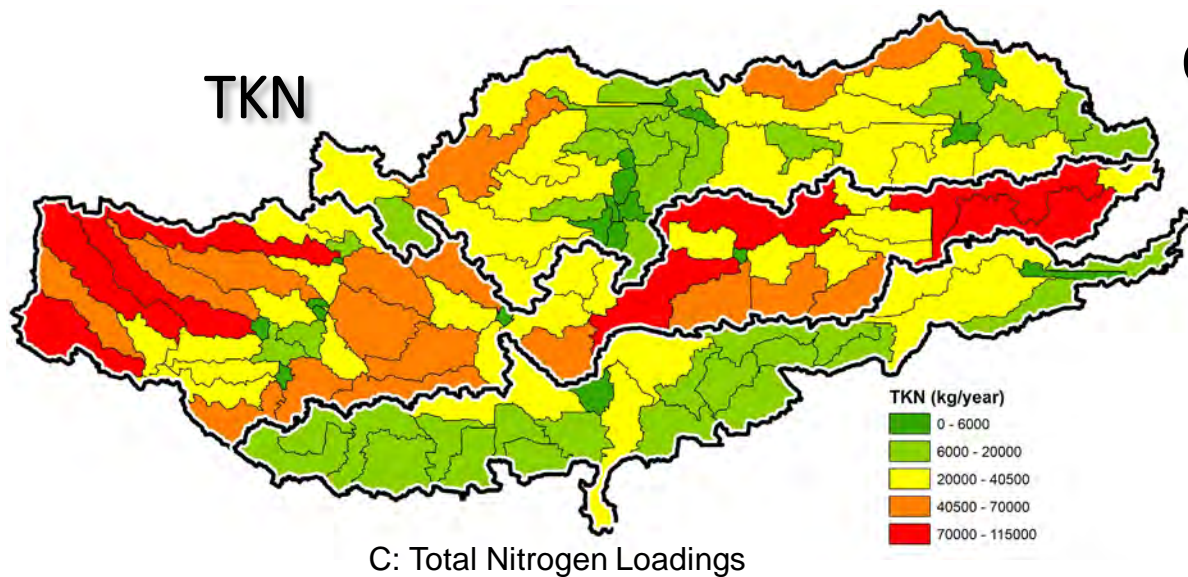 TKN
TKN (kg/year)
0 - 6000
6000 - 20000
20000 - 40500
40500 - 70000
70000 - 115000
C: Total Nitrogen Loadings